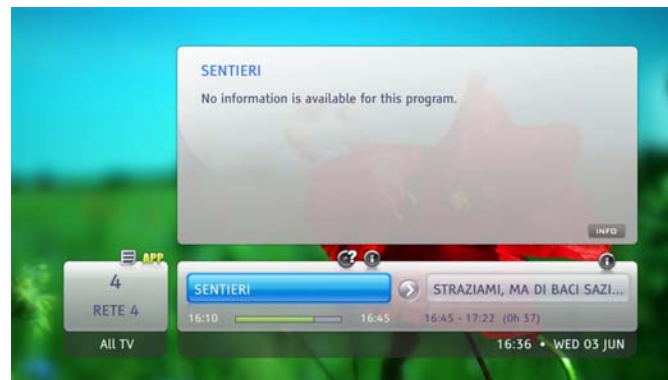 SENTIERI
No information is available for this program.
INFO
APP
4
RETE 4
All TV
SENTIERI
STRAZIAMI, MA DI BACI SAZI...
16:10
16:45
16:45 - 17:22 (0h 37)
16:36 • WED 03 JUN